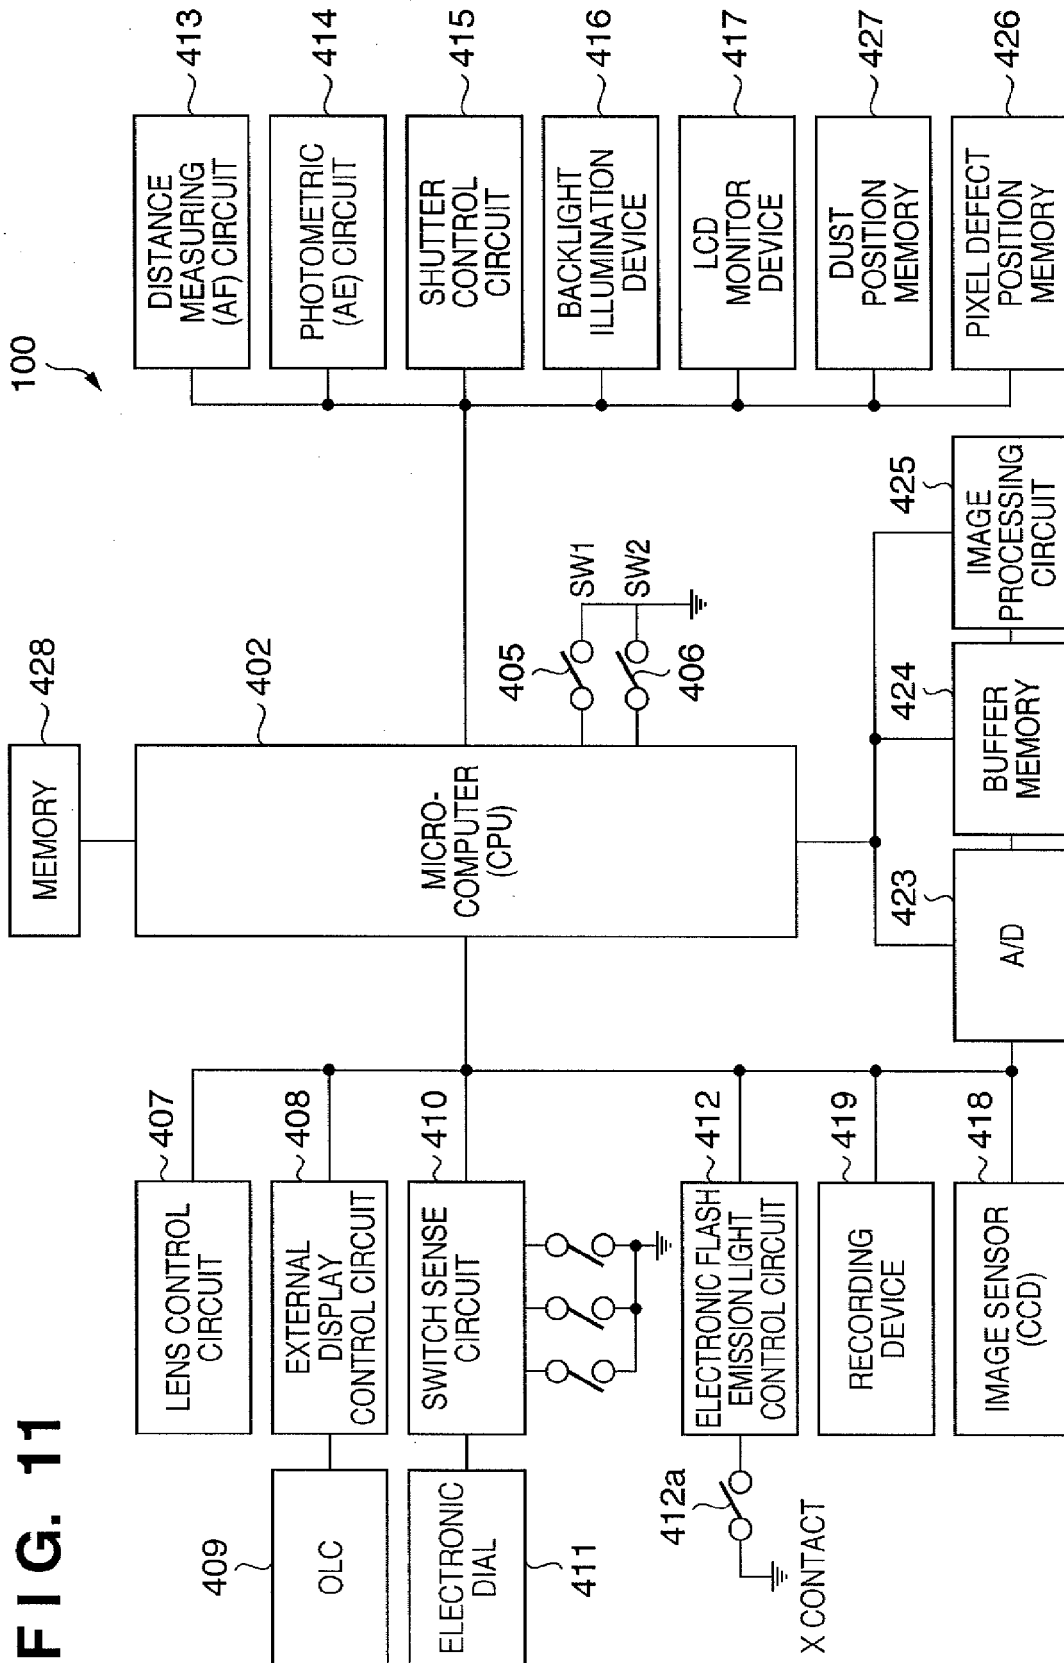 FIG. 11
100
MEMORY
428
MICRO-
COMPUTER
(CPU)
402
405
SW1
406
SW2
LENS CONTROL
CIRCUIT
407
EXTERNAL
DISPLAY
CONTROL CIRCUIT
408
OLC
409
SWITCH SENSE
CIRCUIT
410
ELECTRONIC
DIAL
411
ELECTRONIC FLASH
EMISSION LIGHT
CONTROL CIRCUIT
412
412a
X CONTACT
RECORDING
DEVICE
419
IMAGE SENSOR
(CCD)
418
A/D
423
BUFFER
MEMORY
424
IMAGE
PROCESSING
CIRCUIT
425
DISTANCE
MEASURING
(AF) CIRCUIT
413
PHOTOMETRIC
(AE) CIRCUIT
414
SHUTTER
CONTROL
CIRCUIT
415
BACKLIGHT
ILLUMINATION
DEVICE
416
LCD
MONITOR
DEVICE
417
DUST
POSITION
MEMORY
427
PIXEL DEFECT
POSITION
MEMORY
426